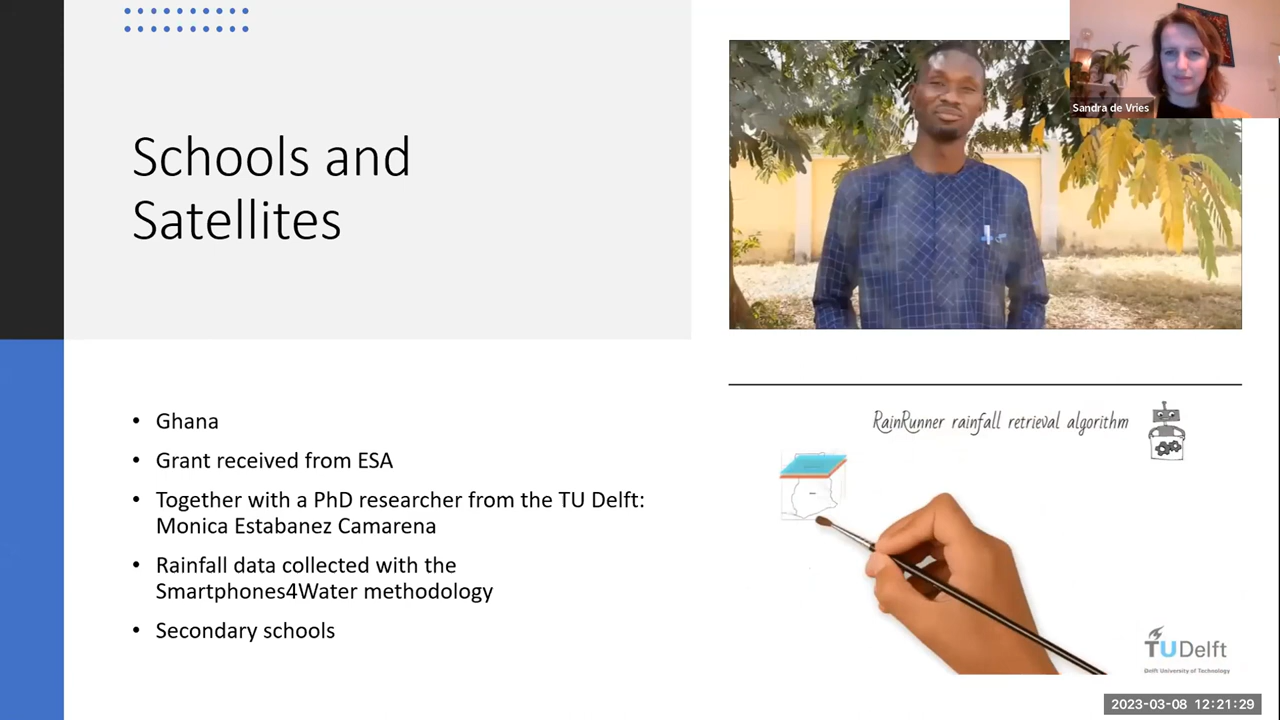 Schools and
Satellites
Sandra de Vries
• Ghana
• Grant received from ESA
• Together with a PhD researcher from the TU Delft:
Monica Estabanez Camarena
• Rainfall data collected with the
Smartphones4Water methodology
• Secondary schools
RainRunner rainfall retrieval algorithm
TUDelft
Delft University of Technology
2023-03-08 12:21:29